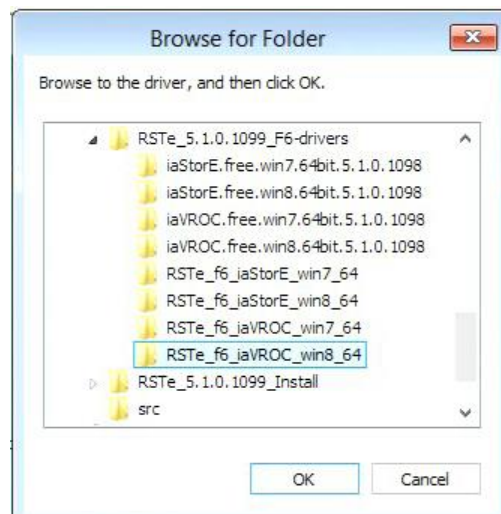 Browse for Folder
Browse to the driver, and then click OK.
RSTe_5.1.0.1099_F6-drivers
iaStorE.free.win7.64bit.5.1.0.1098
iaStorE.free.win8.64bit.5.1.0.1098
iaVROC.free.win7.64bit.5.1.0.1098
iaVROC.free.win8.64bit.5.1.0.1098
RSTe_f6_iaStorE_win7_64
RSTe_f6_iaStorE_win8_64
RSTe_f6_iaVROC_win7_64
RSTe_f6_iaVROC_win8_64
RSTe_5.1.0.1099_Install
src
OK Cancel